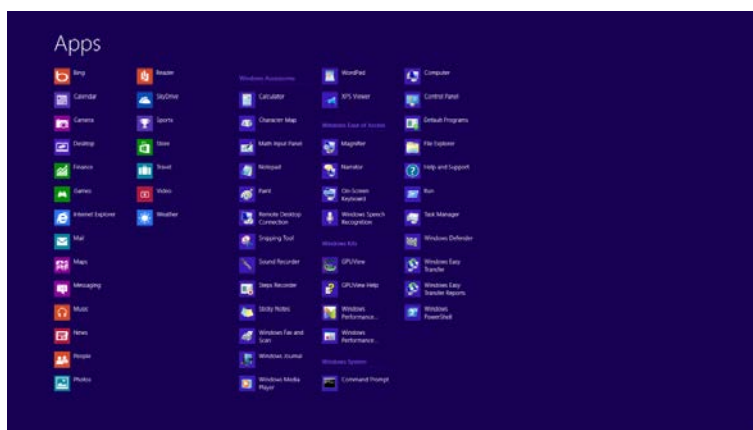 Apps
Bing
Calendar
Camera
Desktop
Finance
Games
Internet Explorer
Mail
Maps
Messaging
Music
News
People
Photos
Reader
SkyDrive
Sports
Store
Travel
Video
Weather
Windows Accessories
Calculator
Character Map
Math Input Panel
Notepad
Paint
Remote Desktop
Connection
Snipping Tool
Sound Recorder
Steps Recorder
Sticky Notes
Windows Fax and
Scan
Windows Journal
Windows Media
Player
WordPad
XPS Viewer
Windows Ease of Access
Magnifier
Narrator
On-Screen
Keyboard
Windows Speech
Recognition
Windows Kits
GPUView
GPUView Help
Windows
Performance...
Windows
Performance...
Windows System
Command Prompt
Computer
Control Panel
Default Programs
File Explorer
Help and Support
Run
Task Manager
Windows Defender
Windows Easy
Transfer
Windows Easy
Transfer Reports
Windows
PowerShell